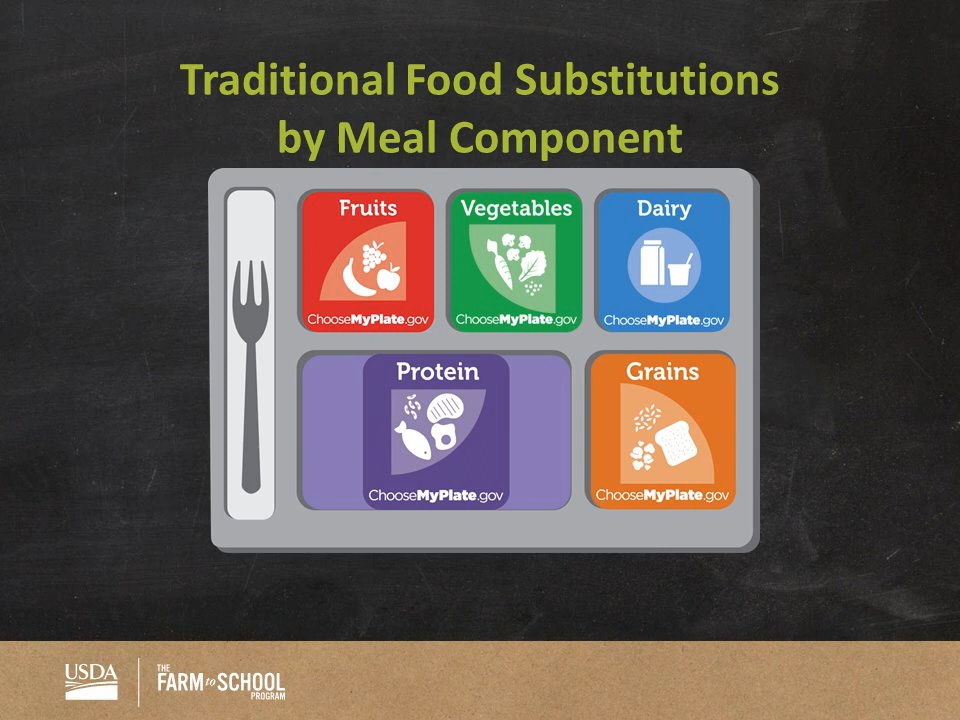 Traditional Food Substitutions
by Meal Component
Fruits
ChooseMyPlate.gov
Vegetables
ChooseMyPlate.gov
Dairy
ChooseMyPlate.gov
Protein
ChooseMyPlate.gov
Grains
ChooseMyPlate.gov
USDA
THE
FARM to SCHOOL
PROGRAM